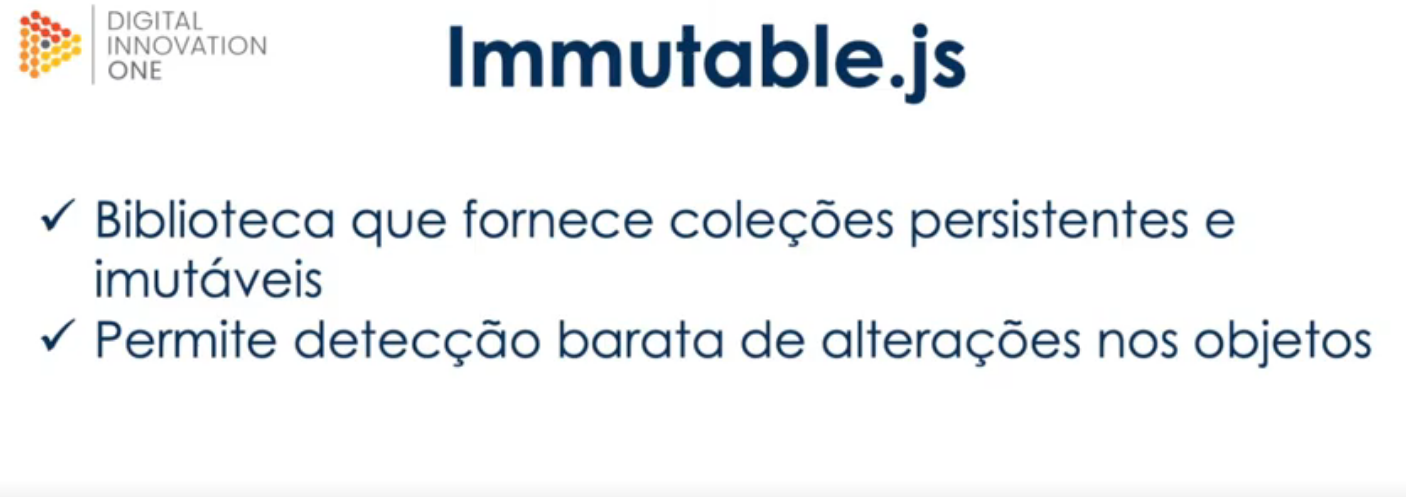 DIGITAL
INNOVATION
ONE
Immutable.js
✓ Biblioteca que fornece coleções persistentes e
imutáveis
✓ Permite detecção barata de alterações nos objetos